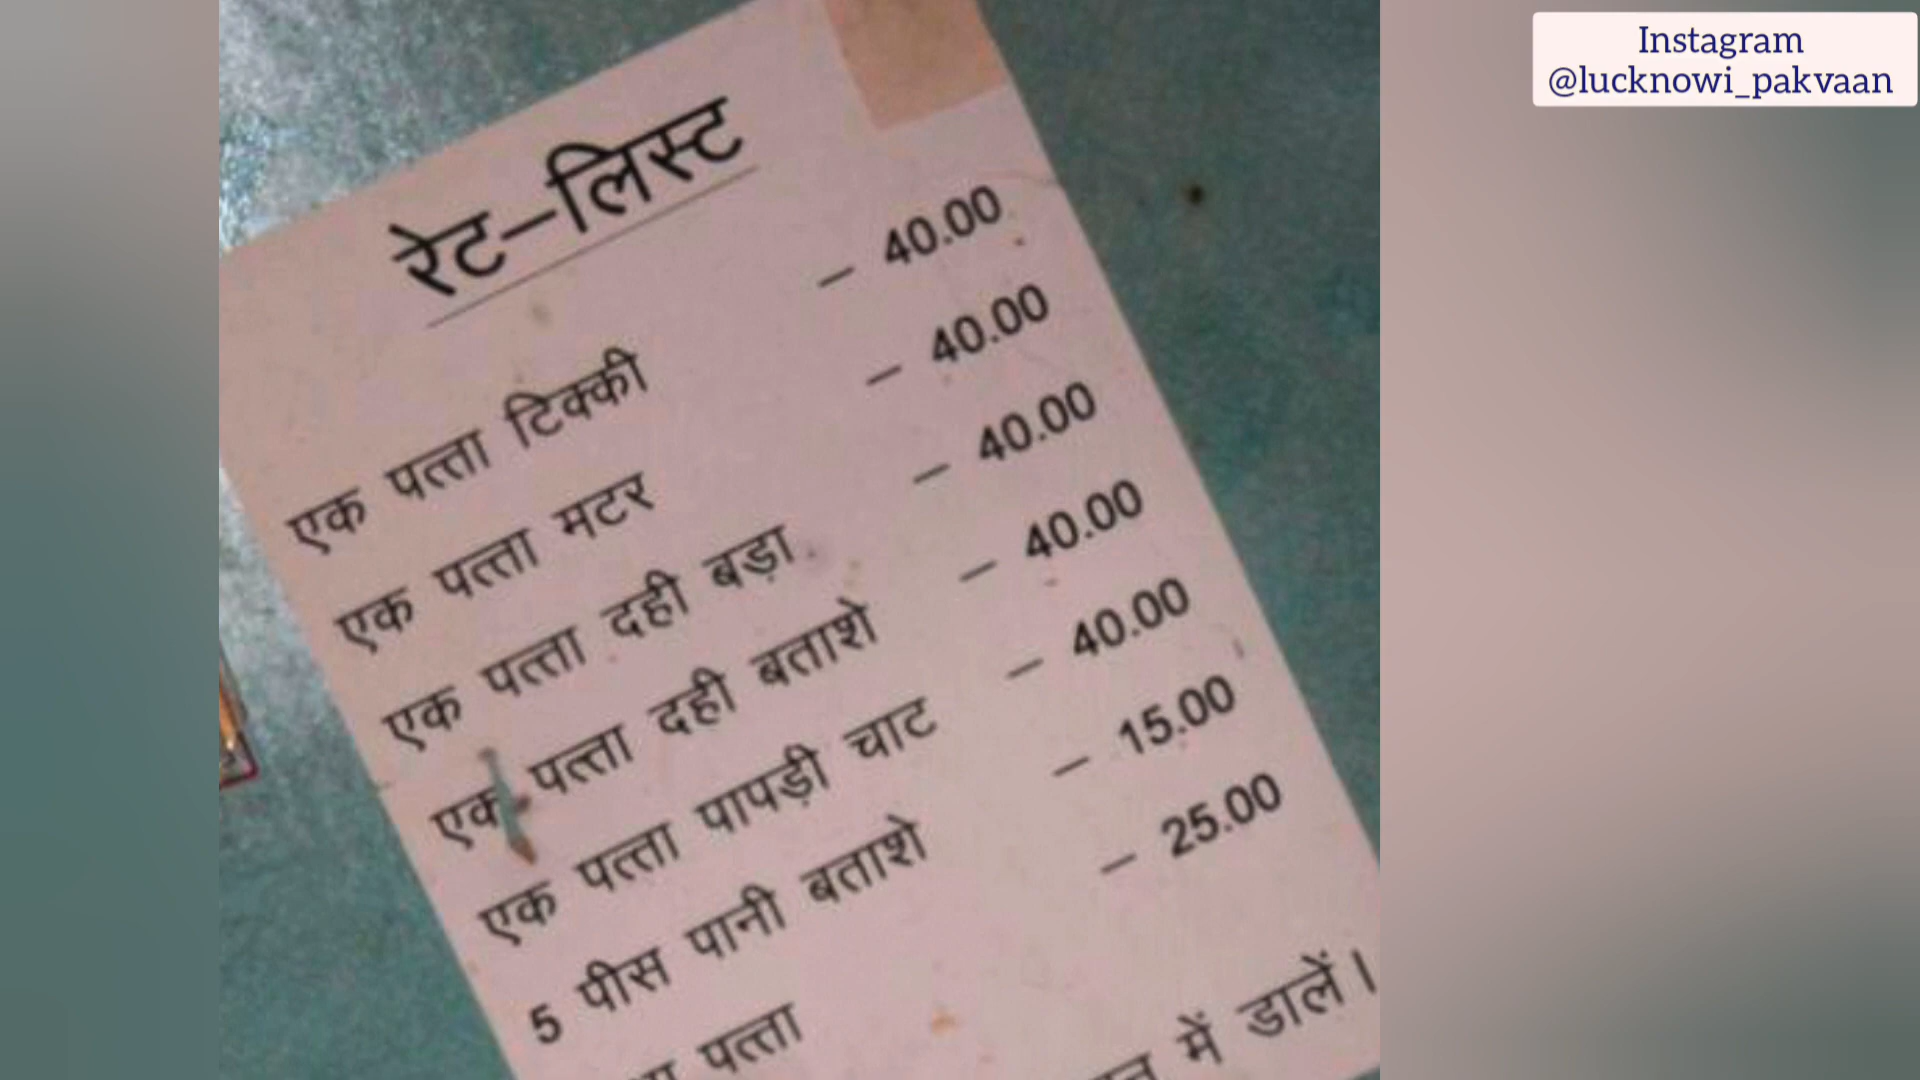 Instagram
@lucknowi_pakvaan
रेट–लिस्ट
एक पत्ता टिक्की – 40.00
एक पत्ता मटर – 40.00
एक पत्ता दही बड़ा – 40.00
एक पत्ता दही बताशे – 40.00
एक पत्ता पापड़ी चाट – 40.00
5 पीस पानी बताशे – 15.00
पत्ता – 25.00
में डालें।